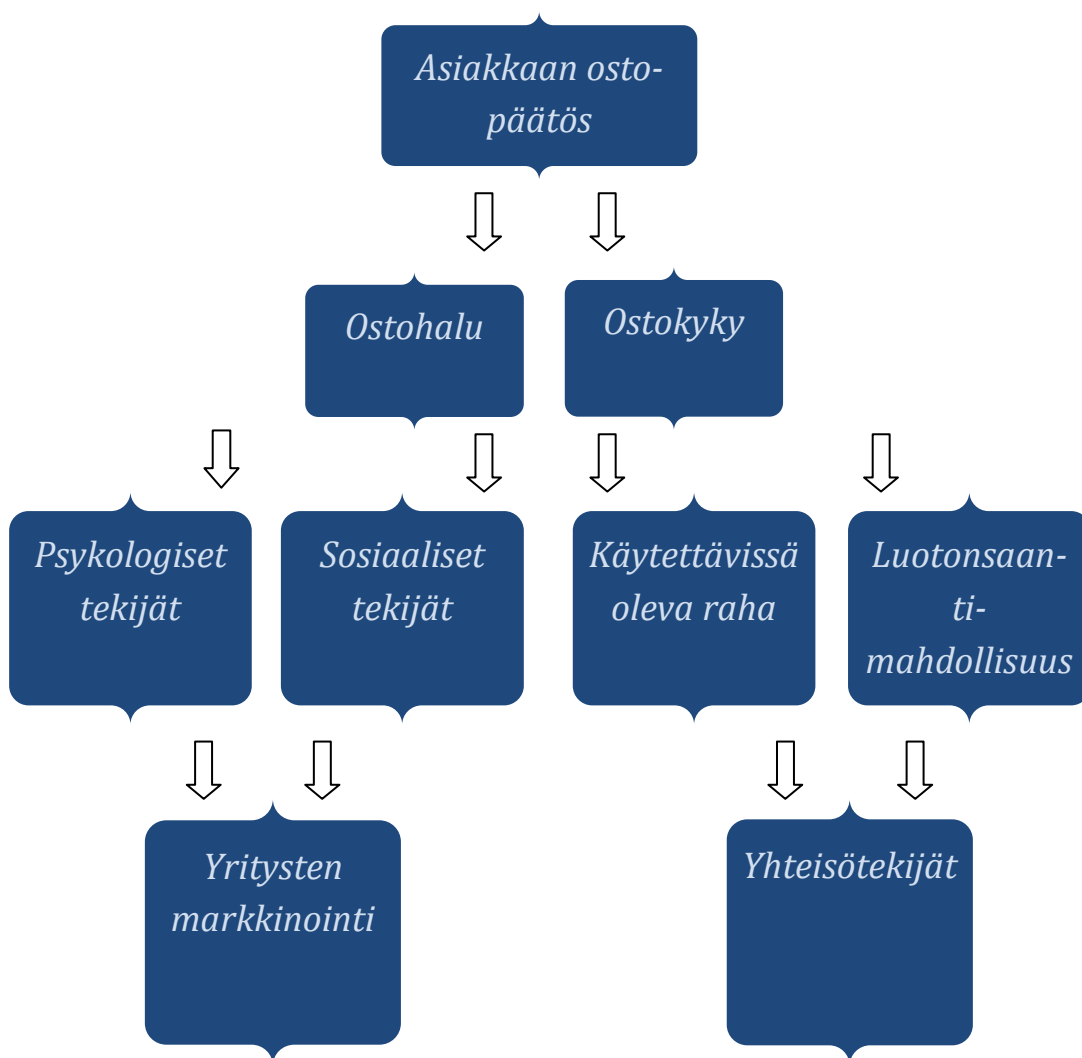 Asiakkaan osto-
päätös
Ostohalu
Ostokyky
Psykologiset
tekijät
Sosiaaliset
tekijät
Käytettävissä
oleva raha
Luotonsaan-
ti-
mahdollisuus
Yritysten
markkinointi
Yhteisötekijät